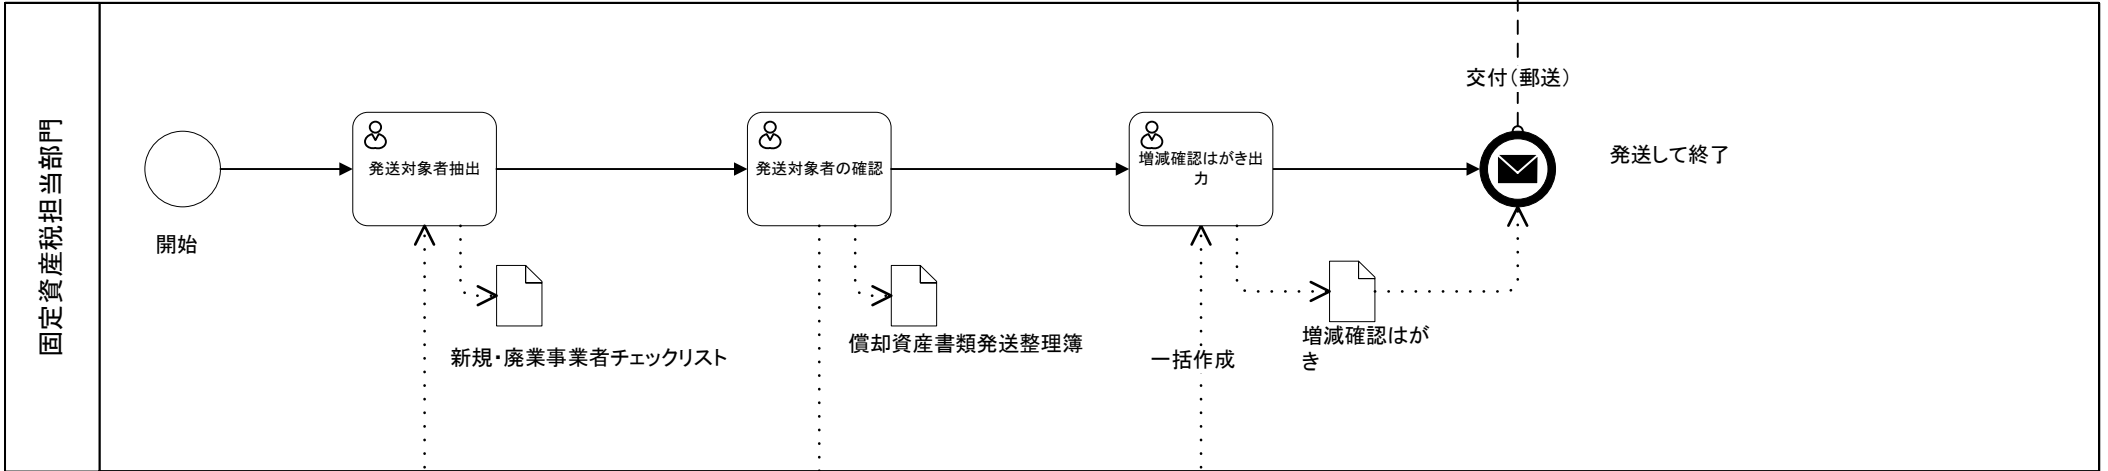 固定資産税担当部門
交付（郵送）
発送対象者抽出
発送対象者の確認
増減確認はがき出
力
発送して終了
開始
新規・廃業事業者チェックリスト
償却資産書類発送整理簿
一括作成
増減確認はが
き